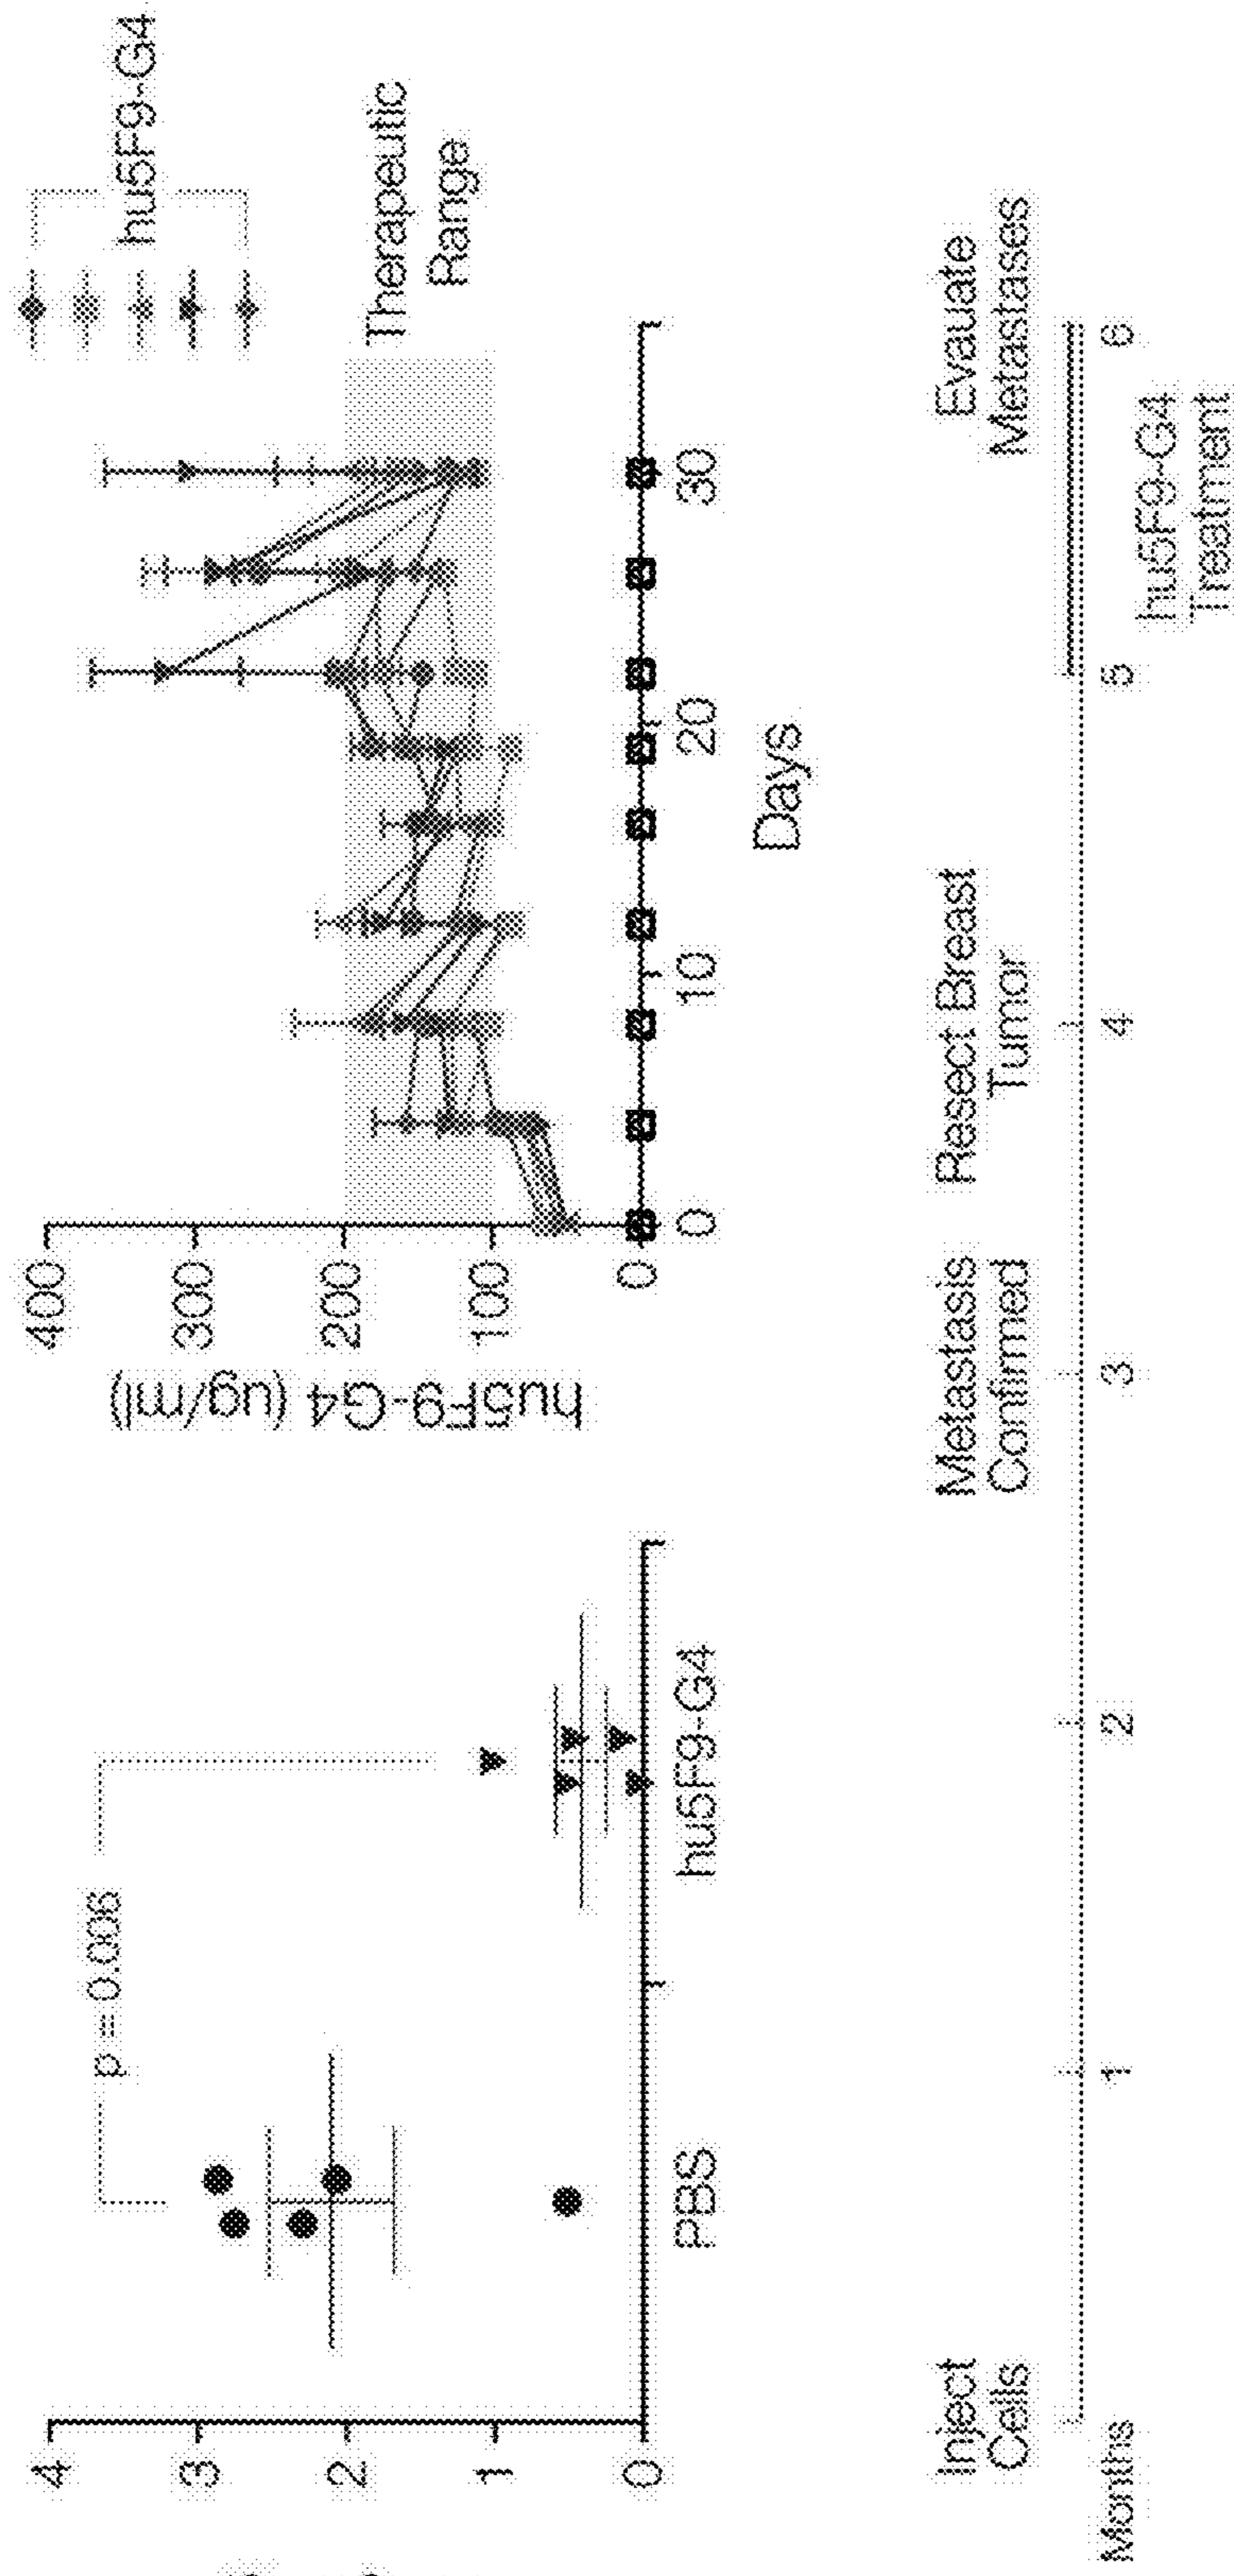 4
3
2
1
0
p = 0.006
PBS
hu5F9-G4
hu5F9-G4 (ug/ml)
400
300
200
100
0
0
10
20
30
Days
hu5F9-G4
Therapeutic
Range
Inject
Cells
Metastasis
Confirmed
Resect Breast
Tumor
Evauate
Metastases
Months
1
2
3
4
5
6
hu5F9-G4
Treatment